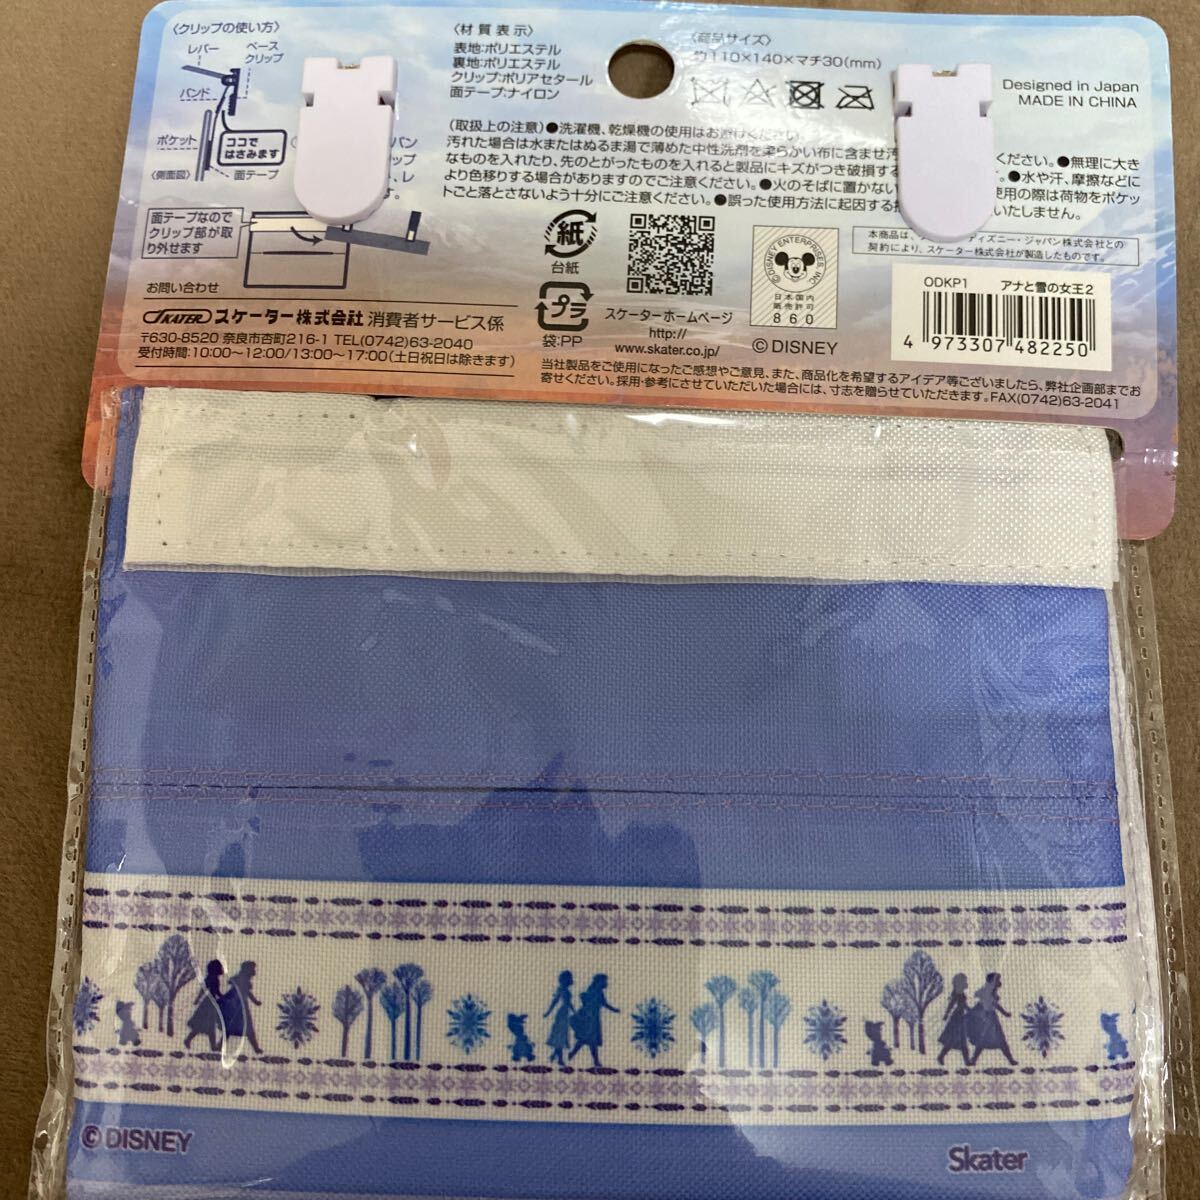 〈クリップの使い方〉
レバー
ベース
クリップ
バンド
ポケット
ココで
はさみます
〈側面図〉
面テープ
面テープなので
クリップ部が取
り外せます
〈材質表示〉
表地:ポリエステル
裏地:ポリエステル
クリップ:ポリアセタール
面テープ:ナイロン
〈商品サイズ〉
約110×140×マチ30(mm)
Designed in Japan
MADE IN CHINA
〈取扱上の注意〉●洗濯機、乾燥機の使用はお避けください。
汚れた場合は水またはぬるま湯で薄めた中性洗剤を柔らかい布に含ませ汚 ください。●無理に大き
なものを入れたり、先のとがったものを入れると製品にキズがつき破損する 。●水や汗、摩擦などに
より色移りする場合がありますのでご注意ください。●火のそばに置かない 使用の際は荷物をポケッ
トごと落とさないよう十分にご注意ください。●誤った使用方法に起因する いたしません。
紙
台紙
プラ
袋:PP
スケーターホームページ
http://
www.skater.co.jp/
© DISNEY ENTERPRISES INC.
日本国内
販売許可
860
© DISNEY
本商品は、 ディズニー・ジャパン株式会社との
契約により、スケーター株式会社が製造したものです。
ODKP1 アナと雪の女王2
4 973307 482250
お問い合わせ
SKATER スケーター株式会社 消費者サービス係
〒630-8520 奈良市杏町216-1 TEL(0742)63-2040
受付時間:10:00〜12:00/13:00〜17:00(土日祝日は除きます)
当社製品をご使用になったご感想やご意見、また、商品化を希望するアイデア等ございましたら、弊社企画部までお
寄せください。採用・参考にさせていただいた場合には、寸志を贈らせていただきます。FAX(0742)63-2041
© DISNEY
Skater